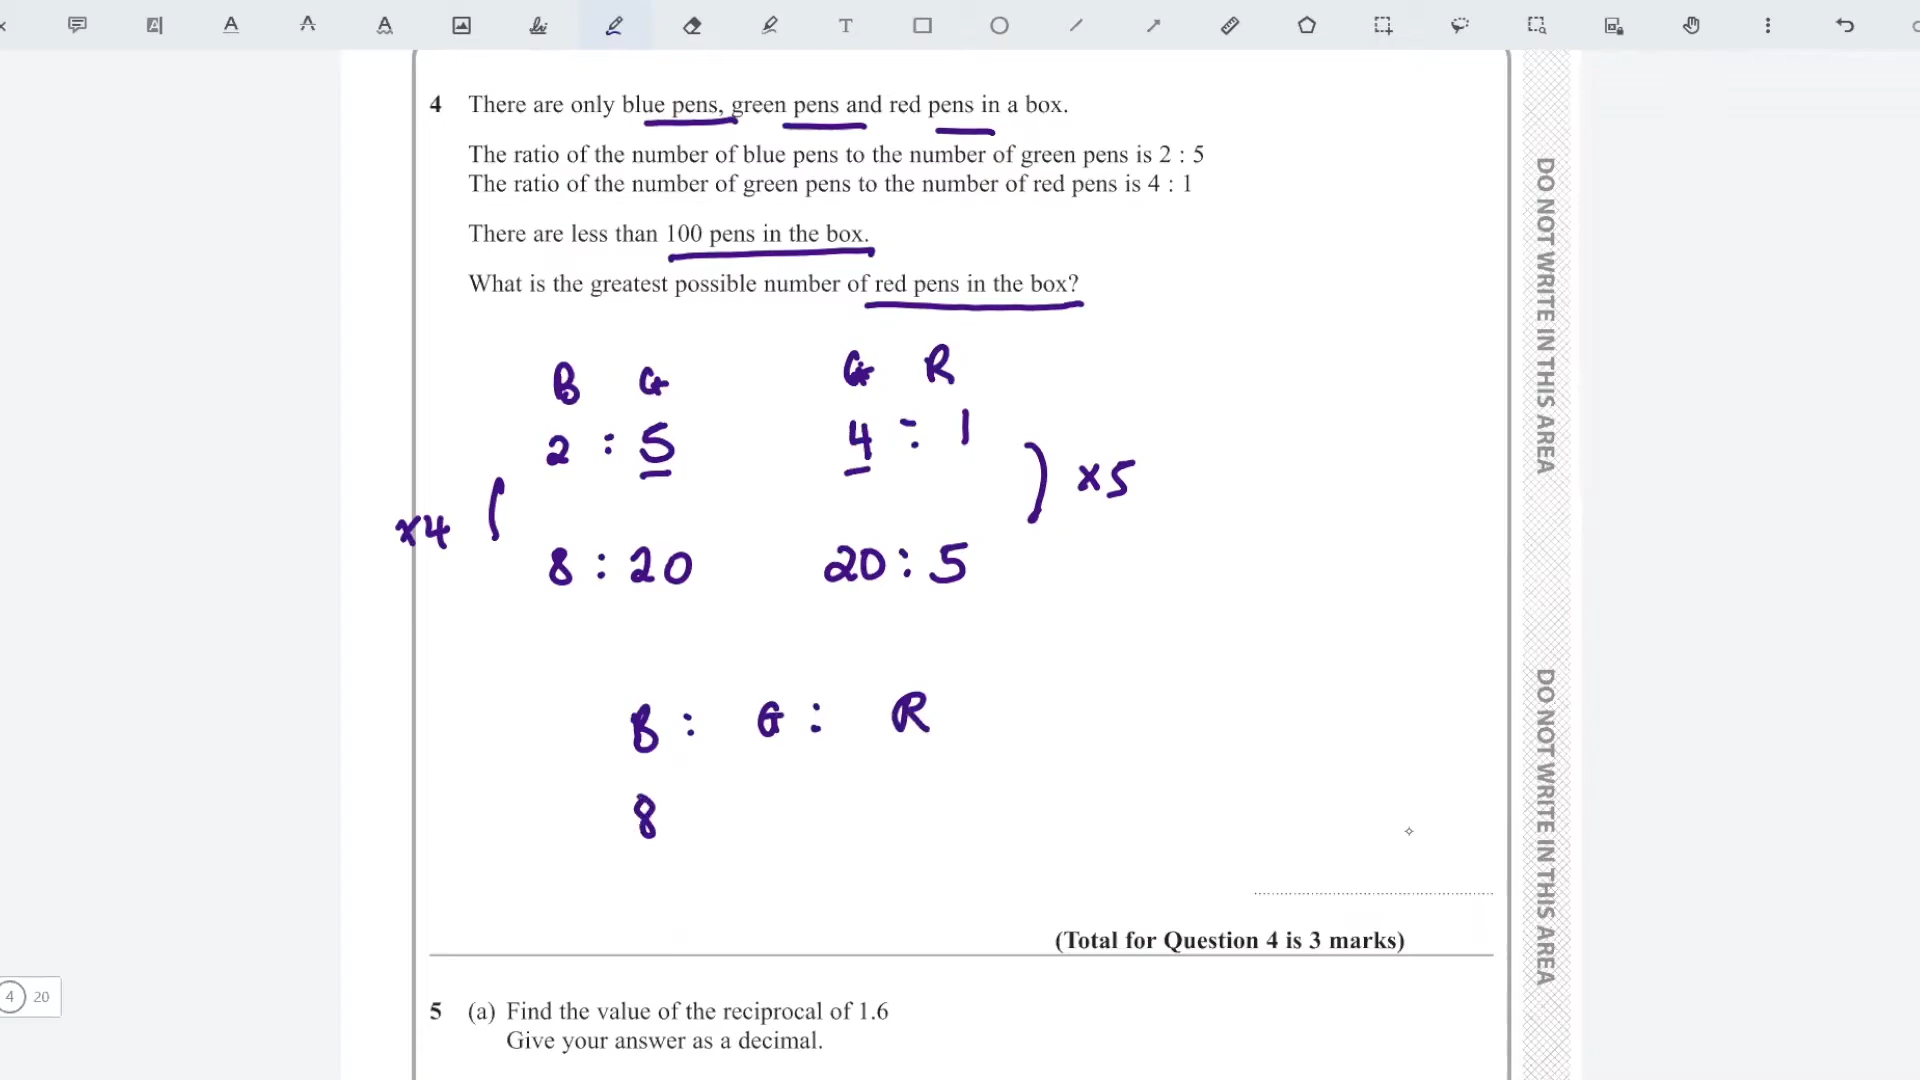 4 There are only blue pens, green pens and red pens in a box.
The ratio of the number of blue pens to the number of green pens is 2 : 5
The ratio of the number of green pens to the number of red pens is 4 : 1
There are less than 100 pens in the box.
What is the greatest possible number of red pens in the box?
B G G R
2 : 5 4 : 1
x4 x5
8 : 20 20 : 5
B : G : R
8
(Total for Question 4 is 3 marks)
5 (a) Find the value of the reciprocal of 1.6
Give your answer as a decimal.
DO NOT WRITE IN THIS AREA
DO NOT WRITE IN THIS AREA
4 20